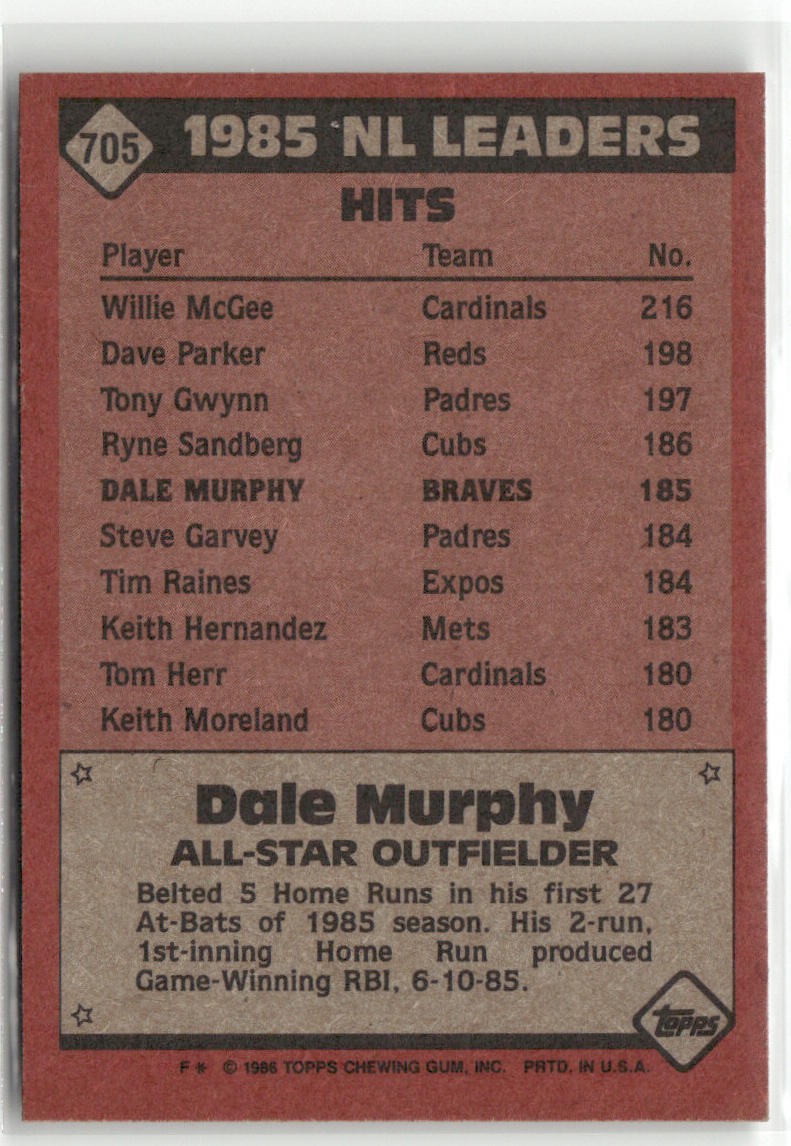 705 1985 NL LEADERS
HITS
Player Team No.
Willie McGee Cardinals 216
Dave Parker Reds 198
Tony Gwynn Padres 197
Ryne Sandberg Cubs 186
DALE MURPHY BRAVES 185
Steve Garvey Padres 184
Tim Raines Expos 184
Keith Hernandez Mets 183
Tom Herr Cardinals 180
Keith Moreland Cubs 180
Dale Murphy
ALL-STAR OUTFIELDER
Belted 5 Home Runs in his first 27
At-Bats of 1985 season. His 2-run,
1st-inning Home Run produced
Game-Winning RBI, 6-10-85.
Topps
F * © 1986 TOPPS CHEWING GUM, INC. PRTD. IN U.S.A.